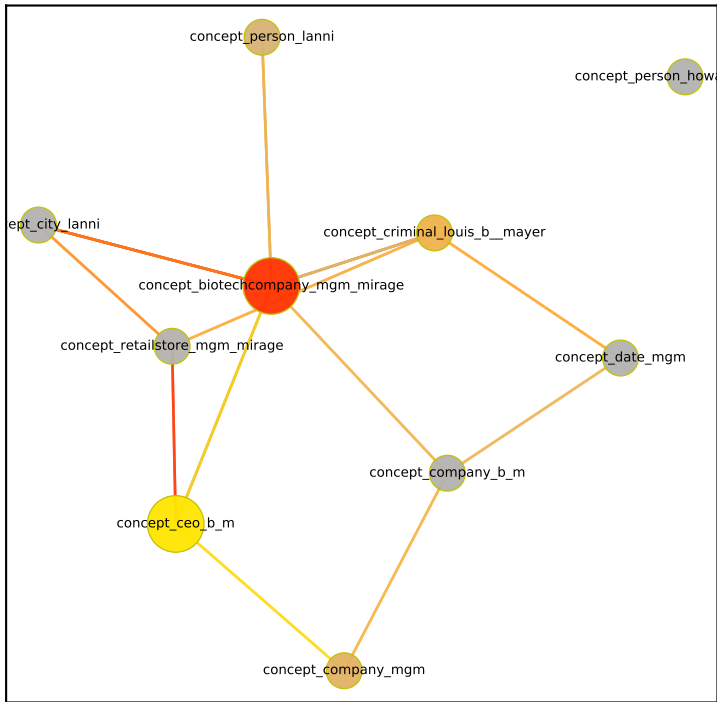 concept_person_lanni
concept_person_howa
ept_city_lanni
concept_criminal_louis_b__mayer
concept_biotechcompany_mgm_mirage
concept_retailstore_mgm_mirage
concept_date_mgm
concept_company_b_m
concept_ceo_b_m
concept_company_mgm